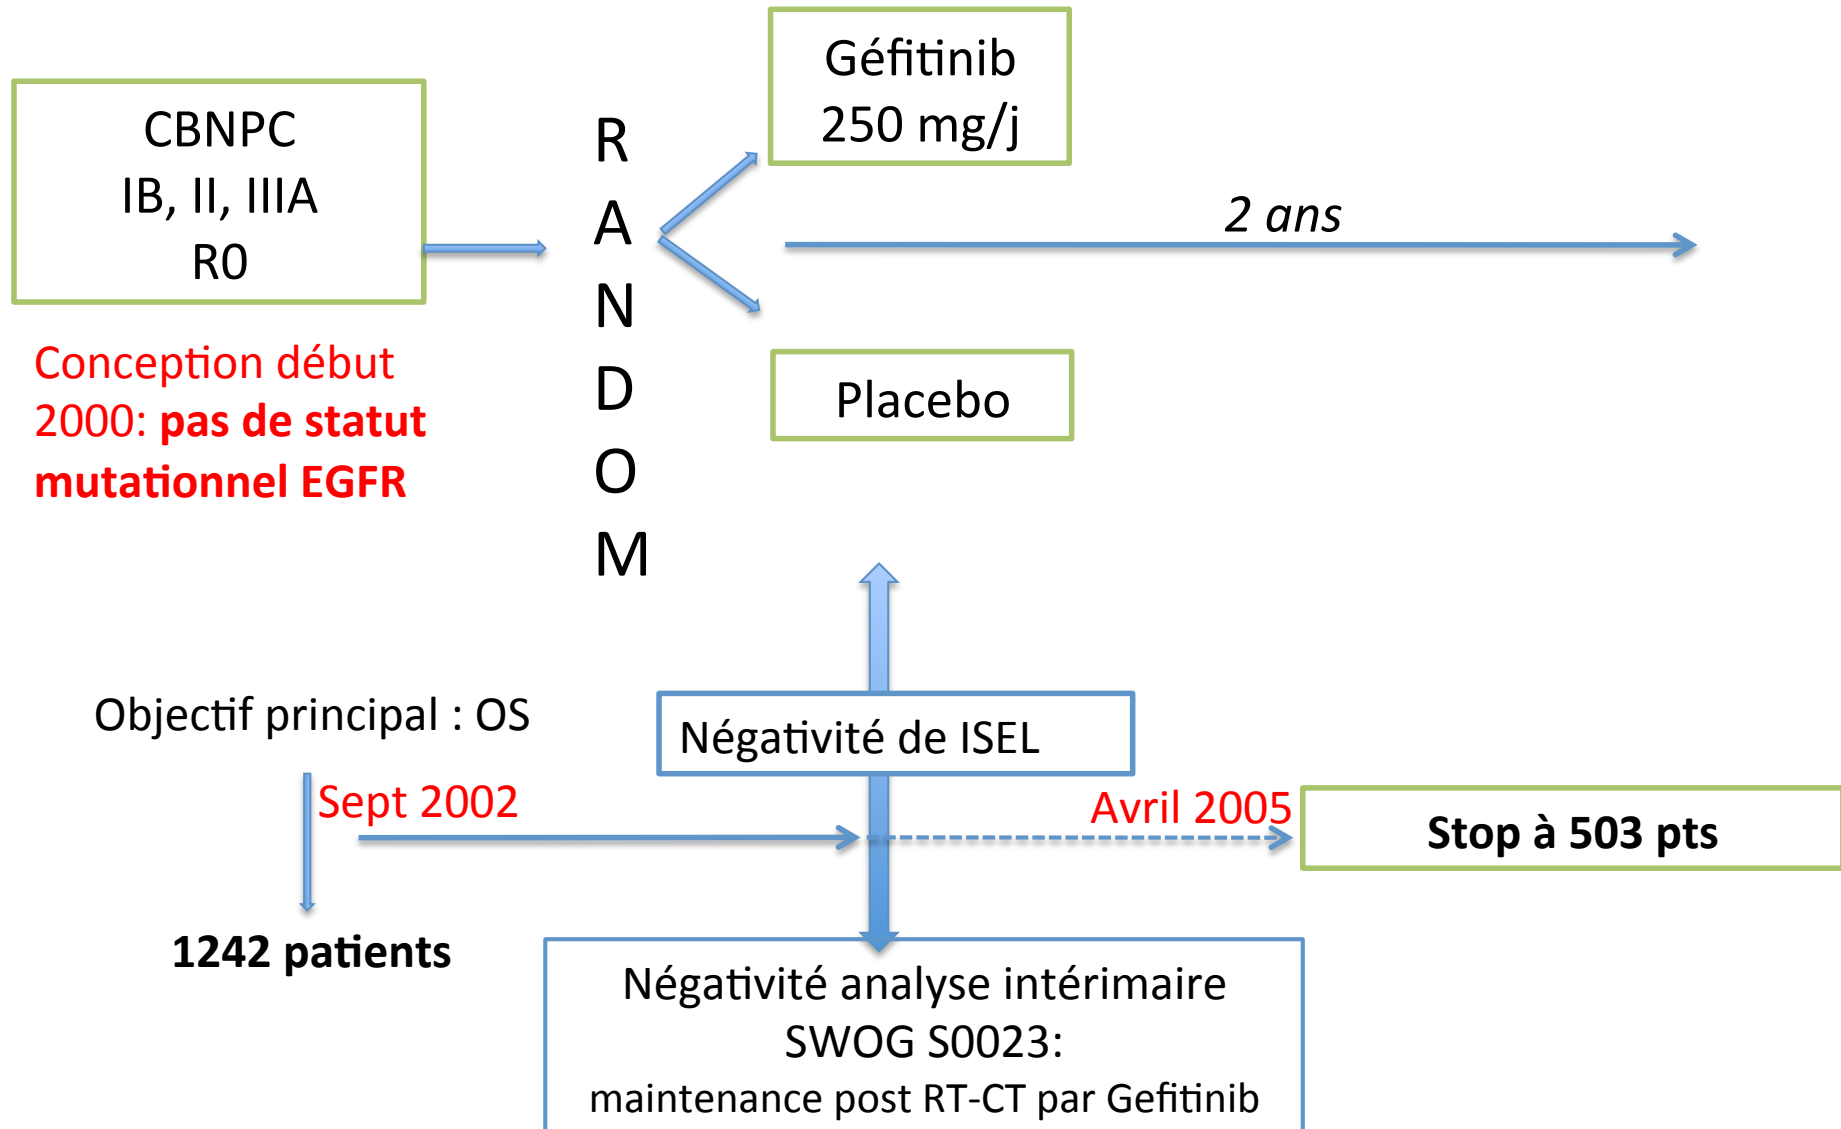 CBNPC
IB, II, IIIA
R0
Conception début
2000: pas de statut
mutationnel EGFR
R
A
N
D
O
M
Géfitinib
250 mg/j
2 ans
Placebo
Objectif principal : OS
Négativité de ISEL
Sept 2002
Avril 2005
Stop à 503 pts
1242 patients
Négativité analyse intérimaire
SWOG S0023:
maintenance post RT-CT par Gefitinib